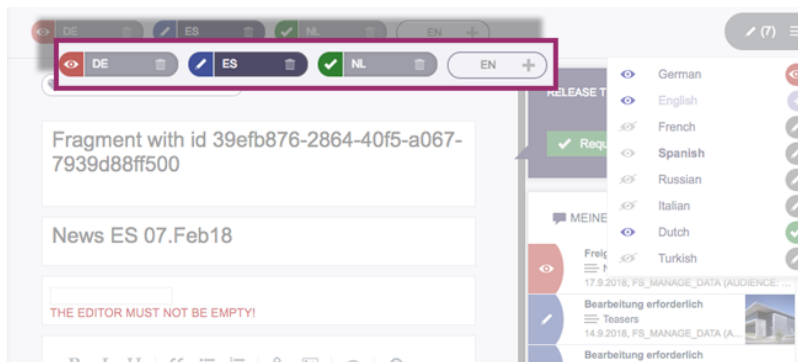 DE ES NL EN
(7)
DE ES NL EN
German
English
French
Spanish
Russian
Italian
Dutch
Turkish
RELEASE T
Requ
Fragment with id 39efb876-2864-40f5-a067-
7939d88ff500
News ES 07.Feb18
THE EDITOR MUST NOT BE EMPTY!
B I U
MEINE
Freig
N
17.9.2018, FS_MANAGE_DATA (AUDIENCE: ...
Bearbeitung erforderlich
Teasers
14.9.2018, FS_MANAGE_DATA (A...
Bearbeitung erforderlich